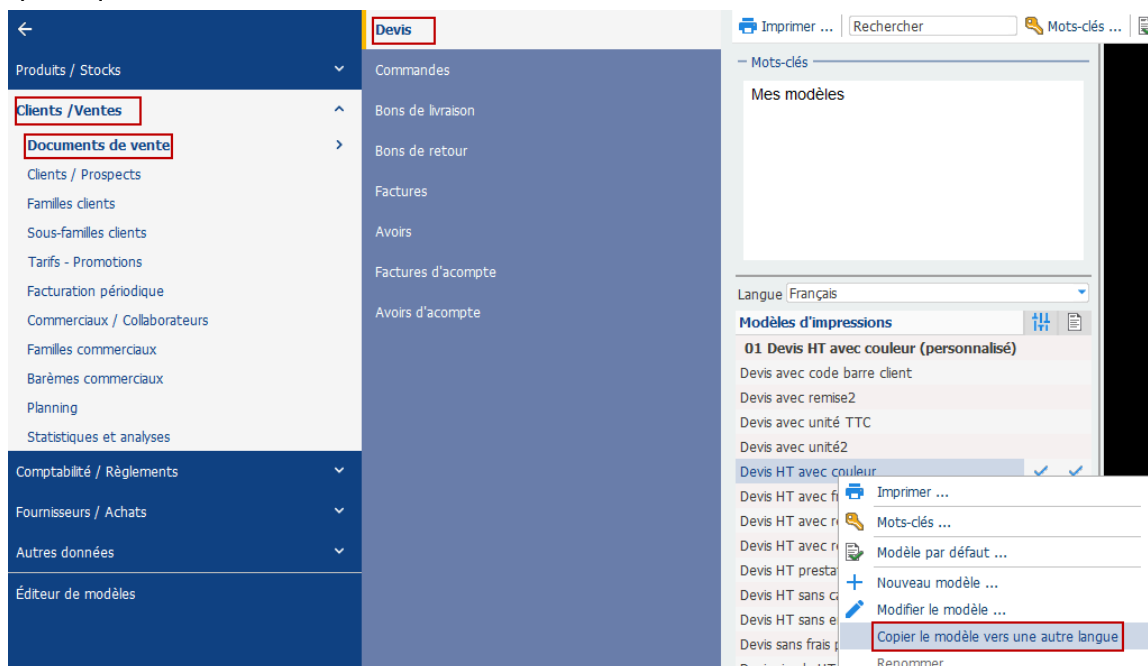 Produits / Stocks
Clients /Ventes
Documents de vente
Clients / Prospects
Familles clients
Sous-familles clients
Tarifs - Promotions
Facturation périodique
Commerciaux / Collaborateurs
Familles commerciaux
Barèmes commerciaux
Planning
Statistiques et analyses
Comptabilité / Règlements
Fournisseurs / Achats
Autres données
Éditeur de modèles
Devis
Commandes
Bons de livraison
Bons de retour
Factures
Avoirs
Factures d'acompte
Avoirs d'acompte
Imprimer ... Rechercher Mots-clés ...
Mots-clés
Mes modèles
Langue Français
Modèles d'impressions
01 Devis HT avec couleur (personnalisé)
Devis avec code barre client
Devis avec remise2
Devis avec unité TTC
Devis avec unité2
Devis HT avec couleur
Devis HT avec
Devis HT avec
Devis HT avec
Devis HT
Devis HT sans
Devis HT sans
Devis sans frais
Imprimer ...
Mots-clés ...
Modèle par défaut ...
Nouveau modèle ...
Modifier le modèle ...
Copier le modèle vers une autre langue
Renommer